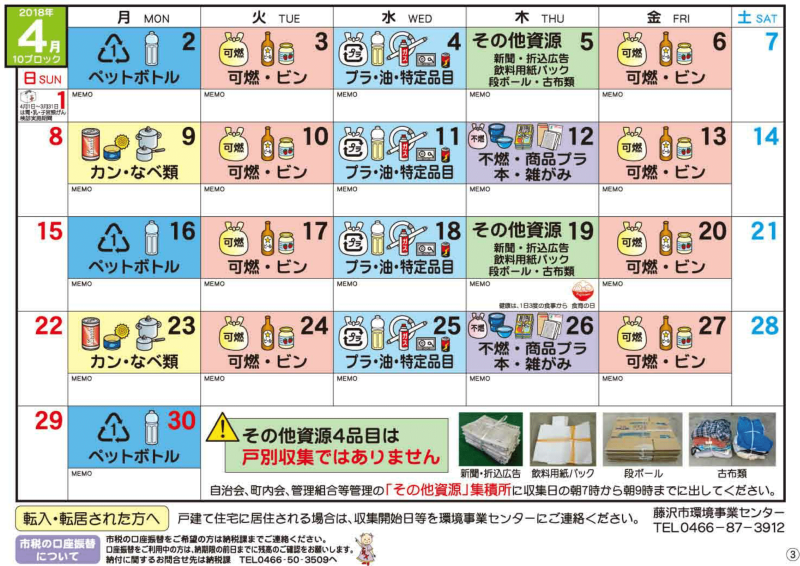 2018年
4月
10ブロック
月 MON
火 TUE
水 WED
木 THU
金 FRI
土 SAT
日 SUN
1
4月1日~3月31日
2
ペットボトル
MEMO
可燃
3
可燃・ビン
MEMO
プラ
4
プラ・油・特定品目
MEMO
その他資源 5
新聞・折込広告
飲料用紙パック
段ボール・古布類
MEMO
可燃
6
可燃・ビン
MEMO
7
8
9
カン・なべ類
MEMO
可燃
10
可燃・ビン
MEMO
プラ
11
プラ・油・特定品目
MEMO
不燃
12
不燃・商品プラ
本・雑がみ
MEMO
可燃
13
可燃・ビン
MEMO
14
15
1
16
ペットボトル
MEMO
可燃
17
可燃・ビン
MEMO
プラ
18
プラ・油・特定品目
MEMO
その他資源 19
新聞・折込広告
飲料用紙パック
段ボール・古布類
MEMO
健康は、1日3度の食事から 食育の日
可燃
20
可燃・ビン
MEMO
21
22
23
カン・なべ類
MEMO
可燃
24
可燃・ビン
MEMO
プラ
25
プラ・油・特定品目
MEMO
不燃
26
不燃・商品プラ
本・雑がみ
MEMO
可燃
27
可燃・ビン
MEMO
28
29
1
30
ペットボトル
MEMO
その他資源4品目は
戸別収集ではありません
新聞・折込広告
飲料用紙パック
段ボール
古布類
自治会、町内会、管理組合等管理の「その他資源」集積所に収集日の朝7時から朝9時までに出してください。
転入・転居された方へ
戸建て住宅に居住される場合は、収集開始日等を環境事業センターにご連絡ください。
藤沢市環境事業センター
TEL0466-87-3912
市税の口座振替
について
市税の口座振替をご希望の方は納税課までご連絡ください。
口座振替をご利用中の方は、納期限の前日までに残高のご確認をお願いします。
納付に関するお問合せ先は納税課 TEL0466-50-3509へ
3